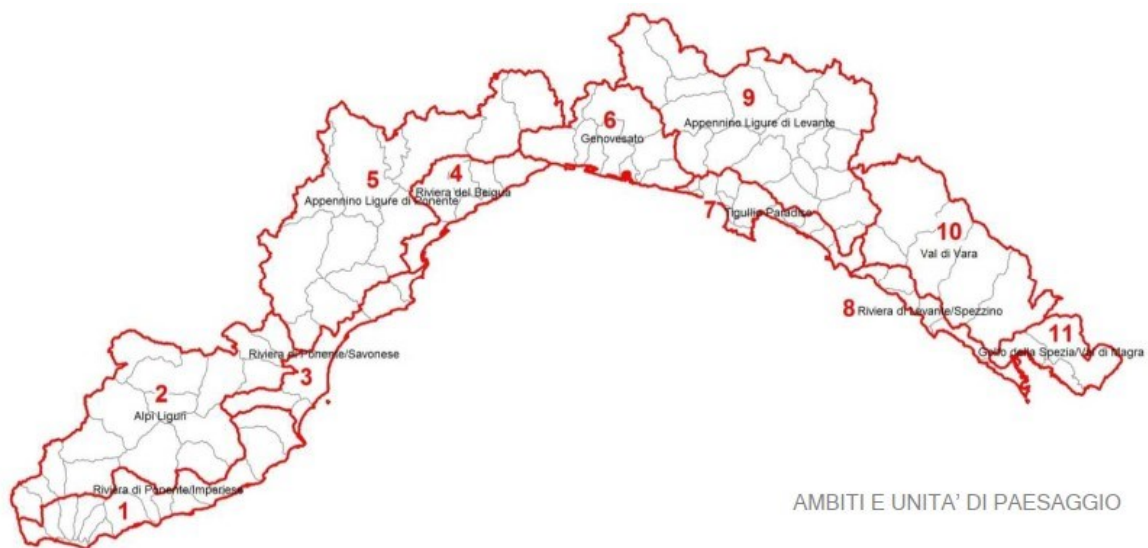 9
Appennino Ligure di Levante
6
Genovesato
5
Appennino Ligure di Ponente
4
Riviera del Beigua
7
Tigullio Paradiso
10
Val di Vara
8
Riviera di Levante/Spezzino
11
Golfo della Spezia/Val di Magra
Riviera di Ponente/Savonese
3
2
Alpi Liguri
Riviera di Ponente/Imperiese
1
AMBITI E UNITA' DI PAESAGGIO